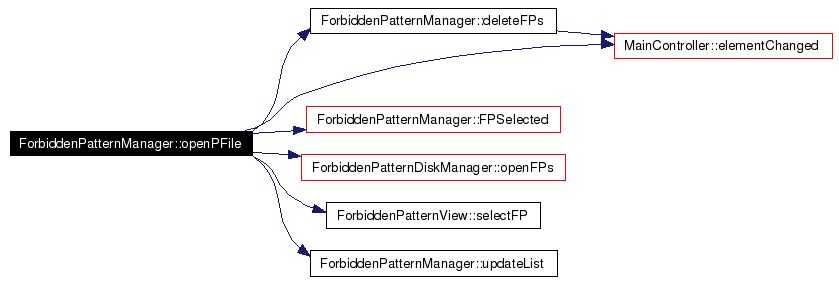 ForbiddenPatternManager::deleteFPs
MainController::elementChanged
ForbiddenPatternManager::FPSelected
ForbiddenPatternManager::openPFile
ForbiddenPatternDiskManager::openFPs
ForbiddenPatternView::selectFP
ForbiddenPatternManager::updateList